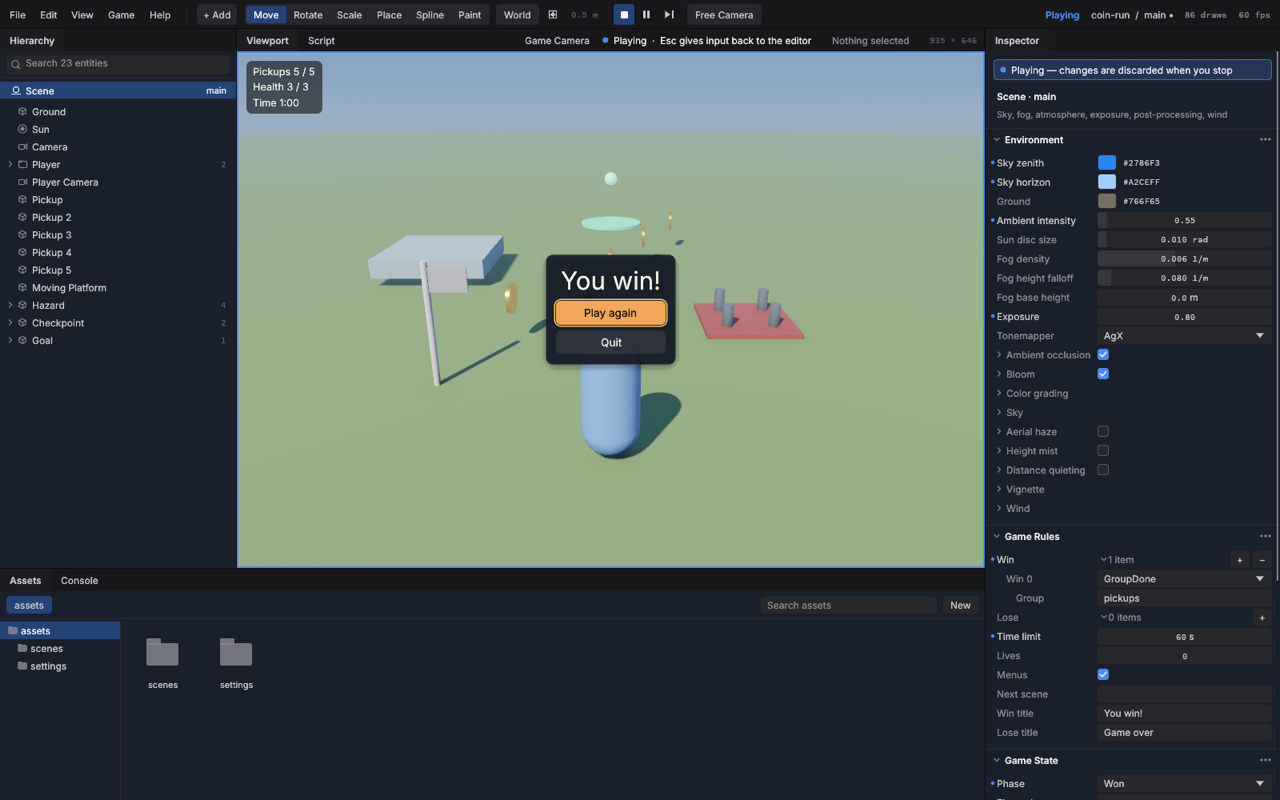 File Edit View Game Help + Add Move Rotate Scale Place Spline Paint World 0.5 m Free Camera Playing coin-run / main • 86 draws 60 fps
Hierarchy Viewport Script Game Camera Playing · Esc gives input back to the editor Nothing selected 935 × 646 Inspector
Search 23 entities
Scene main
Ground
Sun
Camera
Player 2
Player Camera
Pickup
Pickup 2
Pickup 3
Pickup 4
Pickup 5
Moving Platform
Hazard 4
Checkpoint 2
Goal 1
Pickups 5 / 5
Health 3 / 3
Time 1:00
You win!
Play again
Quit
Playing — changes are discarded when you stop
Scene · main
Sky, fog, atmosphere, exposure, post-processing, wind
Environment
Sky zenith #2786F3
Sky horizon #A2CEFF
Ground #766F65
Ambient intensity 0.55
Sun disc size 0.010 rad
Fog density 0.006 1/m
Fog height falloff 0.080 1/m
Fog base height 0.0 m
Exposure 0.80
Tonemapper AgX
Ambient occlusion
Bloom
Color grading
Sky
Aerial haze
Height mist
Distance quieting
Vignette
Wind
Game Rules
Win 1 item + −
Win 0 GroupDone
Group pickups
Lose 0 items +
Time limit 60 s
Lives 0
Menus
Next scene
Win title You win!
Lose title Game over
Game State
Phase Won
Assets Console
assets Search assets New
assets
scenes
settings
scenes settings